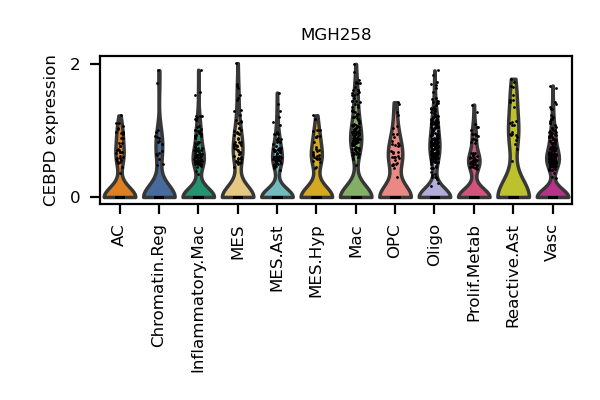 MGH258
CEBPD expression
2
0
AC
Chromatin.Reg
Inflammatory.Mac
MES
MES.Ast
MES.Hyp
Mac
OPC
Oligo
Prolif.Metab
Reactive.Ast
Vasc